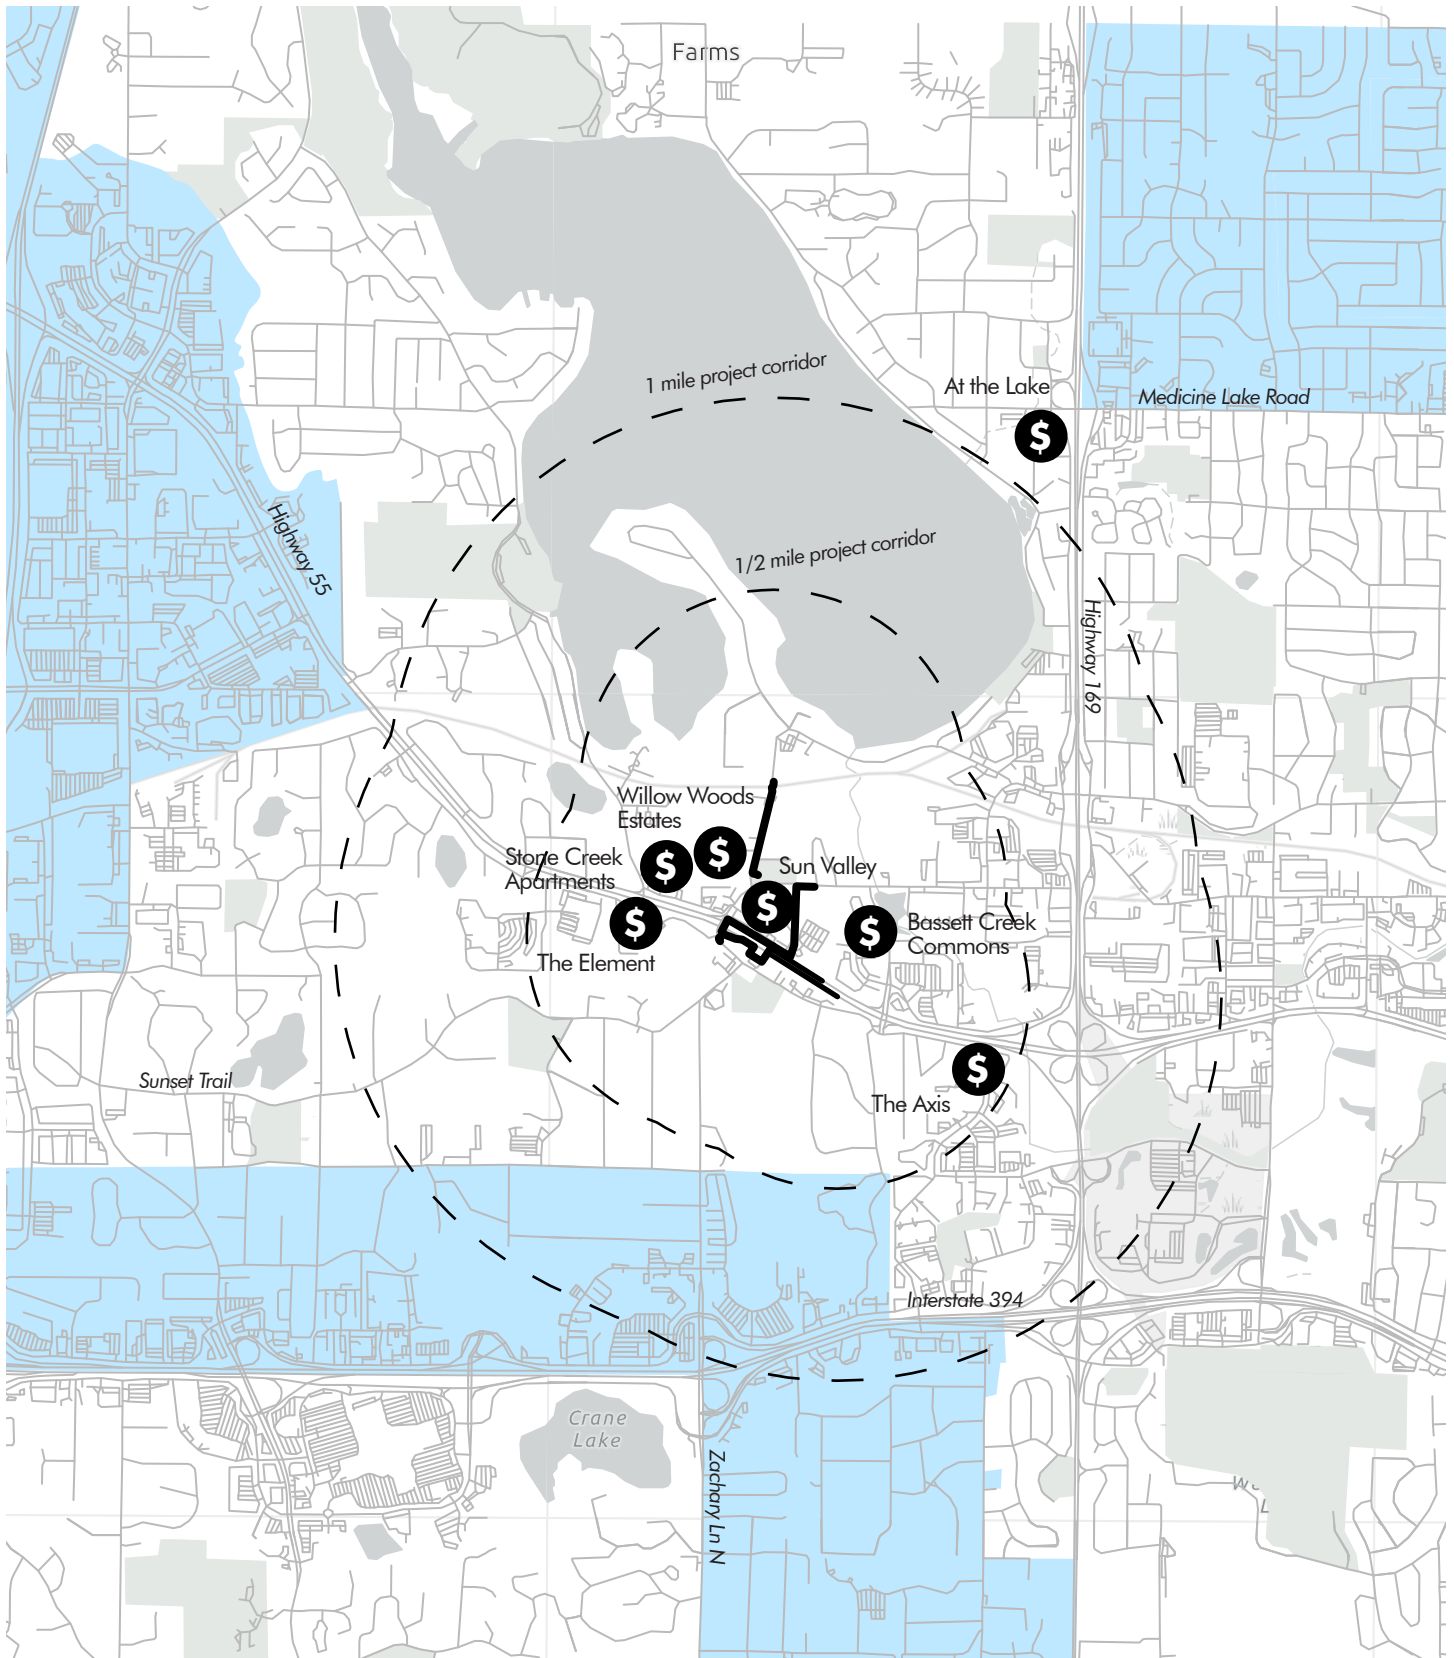 Farms
1 mile project corridor
At the Lake
Medicine Lake Road
$
Highway 55
1/2 mile project corridor
Highway 169
Willow Woods
Estates
Stone Creek
Apartments
$
$
Sun Valley
$
$
$
Bassett Creek
Commons
The Element
$
Sunset Trail
The Axis
Interstate 394
Crane
Lake
Zachary Ln N